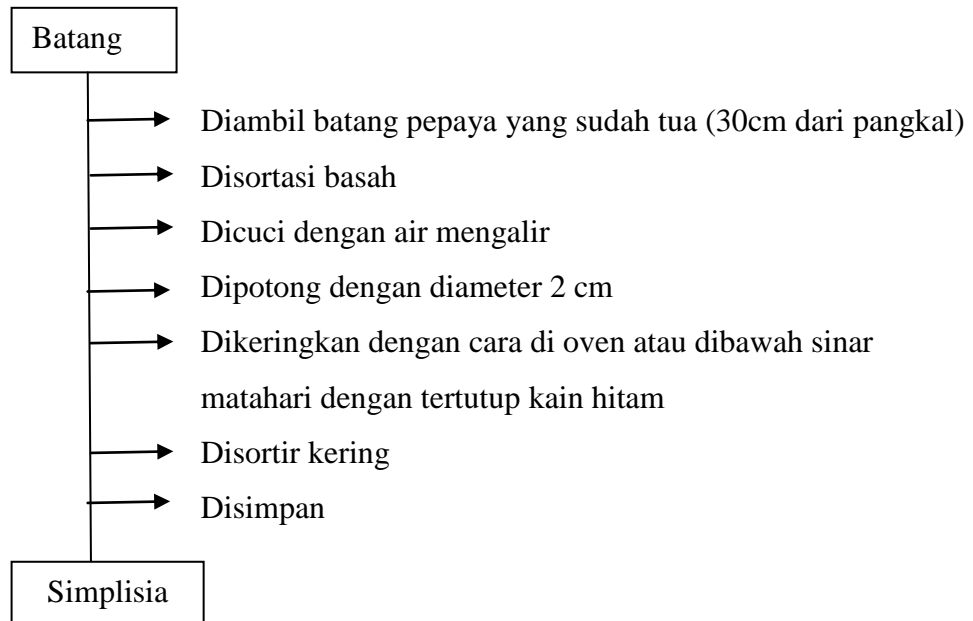 Batang
Diambil batang pepaya yang sudah tua (30cm dari pangkal)
Disortasi basah
Dicuci dengan air mengalir
Dipotong dengan diameter 2 cm
Dikeringkan dengan cara di oven atau dibawah sinar
matahari dengan tertutup kain hitam
Disortir kering
Disimpan
Simplisia